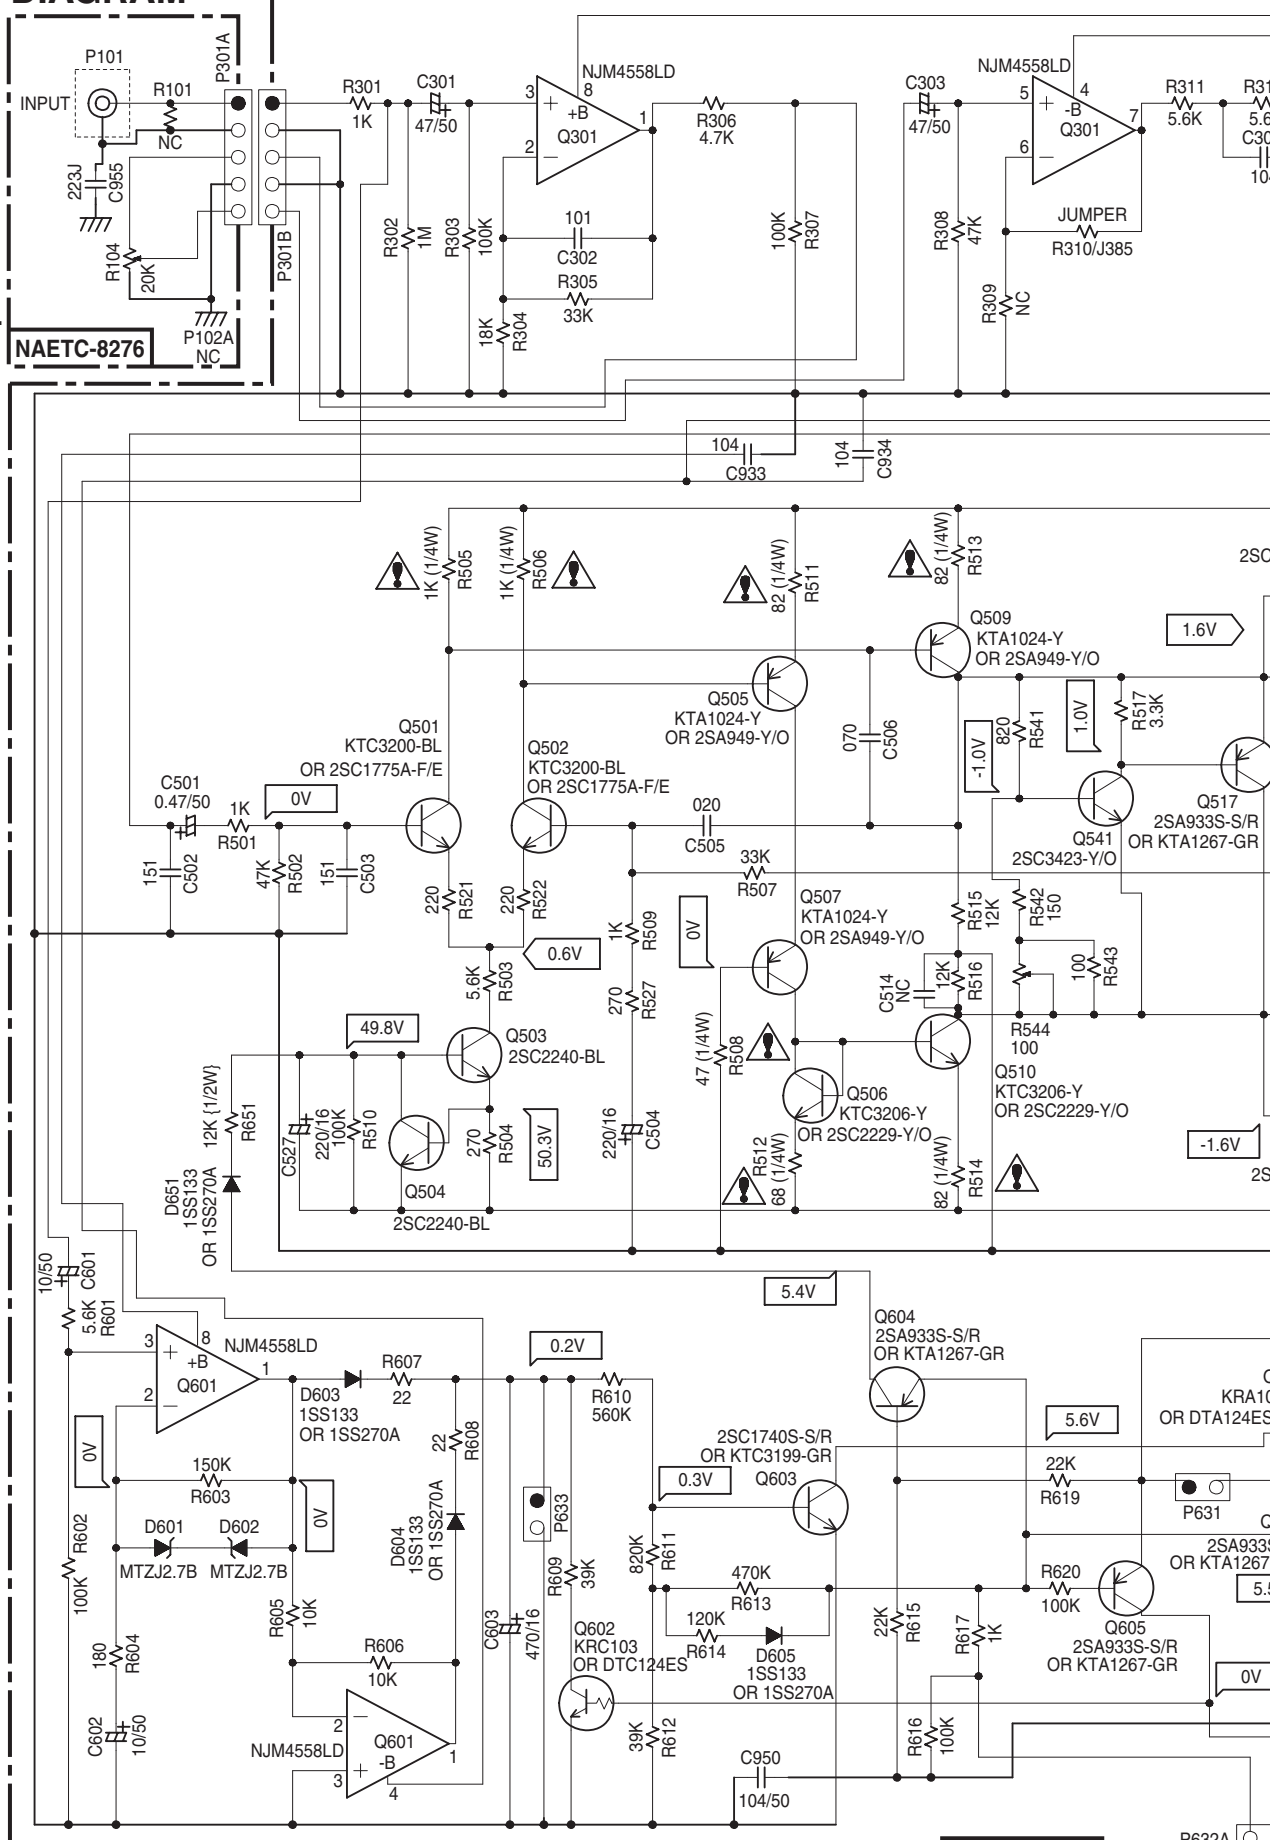 DIAGRAM
P101
INPUT
R101
NC
P301A
223J
C955
R104
20K
P301B
P102A
NC
NAETC-8276
R301
1K
C301
47/50
NJM4558LD
3
8
+B
Q301
1
2
R306
4.7K
R302
1M
R303
100K
101
C302
R305
33K
18K
R304
100K
R307
C303
47/50
NJM4558LD
5
4
-B
Q301
7
6
R311
5.6K
R308
47K
JUMPER
R310/J385
R309
NC
104
C933
104
C934
1K (1/4W)
R505
1K (1/4W)
R506
82 (1/4W)
R511
82 (1/4W)
R513
Q509
KTA1024-Y
OR 2SA949-Y/O
1.6V
Q505
KTA1024-Y
OR 2SA949-Y/O
Q501
KTC3200-BL
OR 2SC1775A-F/E
Q502
KTC3200-BL
OR 2SC1775A-F/E
070
C506
-1.0V
820
R541
1.0V
R517
3.3K
C501
0.47/50
1K
R501
0V
020
C505
Q517
2SA933S-S/R
OR KTA1267-GR
Q541
2SC3423-Y/O
151
C502
47K
R502
151
C503
220
R521
220
R522
33K
R507
1K
R509
0V
Q507
KTA1024-Y
OR 2SA949-Y/O
R515
12K
R542
150
0.6V
5.6K
R503
270
R527
C514
NC
12K
R516
100
R543
R544
100
49.8V
Q503
2SC2240-BL
47 (1/4W)
R508
Q510
KTC3206-Y
OR 2SC2229-Y/O
Q506
KTC3206-Y
OR 2SC2229-Y/O
12K {1/2W}
R651
C527
220/16
100K
R510
270
R504
50.3V
220/16
C504
R512
68 (1/4W)
82 (1/4W)
R514
-1.6V
D651
1SS133
OR 1SS270A
Q504
2SC2240-BL
10/50
C601
5.6K
R601
5.4V
Q604
2SA933S-S/R
OR KTA1267-GR
3
8
+B
Q601
1
2
NJM4558LD
D603
1SS133
OR 1SS270A
R607
22
0.2V
R610
560K
2SC1740S-S/R
OR KTC3199-GR
Q603
5.6V
OR DTA124ES
22K
R619
P631
0V
150K
R603
0V
22
R608
0.3V
D601
MTZJ2.7B
D602
MTZJ2.7B
R602
100K
D604
1SS133
OR 1SS270A
P633
R609
39K
820K
R611
470K
R613
R620
100K
Q605
2SA933S-S/R
OR KTA1267-GR
R605
10K
180
R604
R606
10K
C603
470/16
Q602
KRC103
OR DTC124ES
120K
R614
D605
1SS133
OR 1SS270A
22K
R615
R617
1K
0V
C602
10/50
NJM4558LD
2
Q601
-B
1
3
4
39K
R612
C950
104/50
R616
100K
R632A